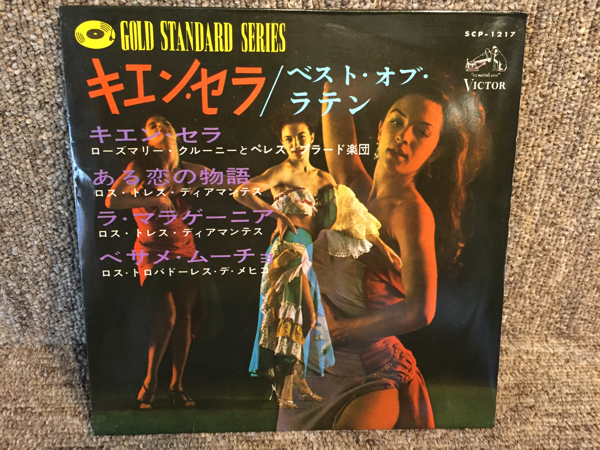 GOLD STANDARD SERIES
SCP-1217
"HIS MASTER'S VOICE"
VICTOR
キエン・セラ/ベスト・オブ・
ラテン
キエン・セラ
ローズマリー・クルーニーとペレス・プラード楽団
ある恋の物語
ロス・トレス・ディアマンテス
ラ・マラゲーニア
ロス・トレス・ディアマンテス
ベサメ・ムーチョ
ロス・トロバドーレス・デ・メヒコ